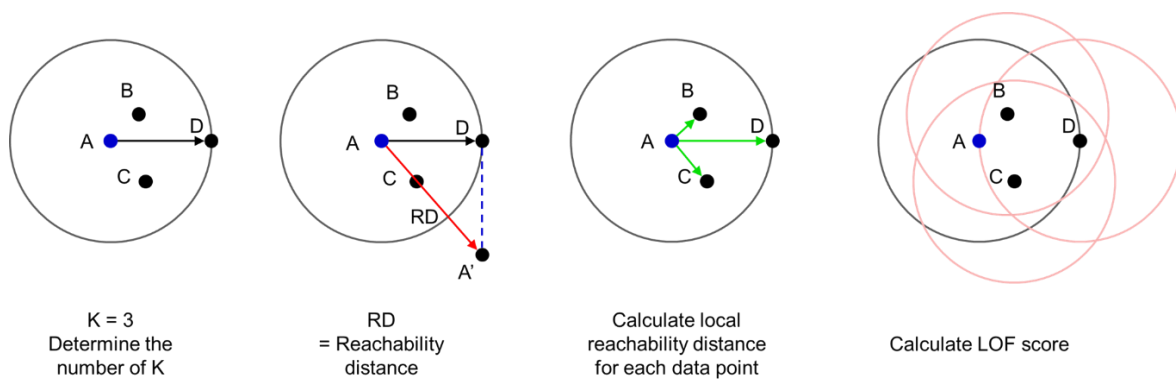 B
A
D
C
K = 3
Determine the
number of K
B
A
D
C
RD
A'
RD
= Reachability
distance
B
A
D
C
Calculate local
reachability distance
for each data point
B
A
D
C
Calculate LOF score